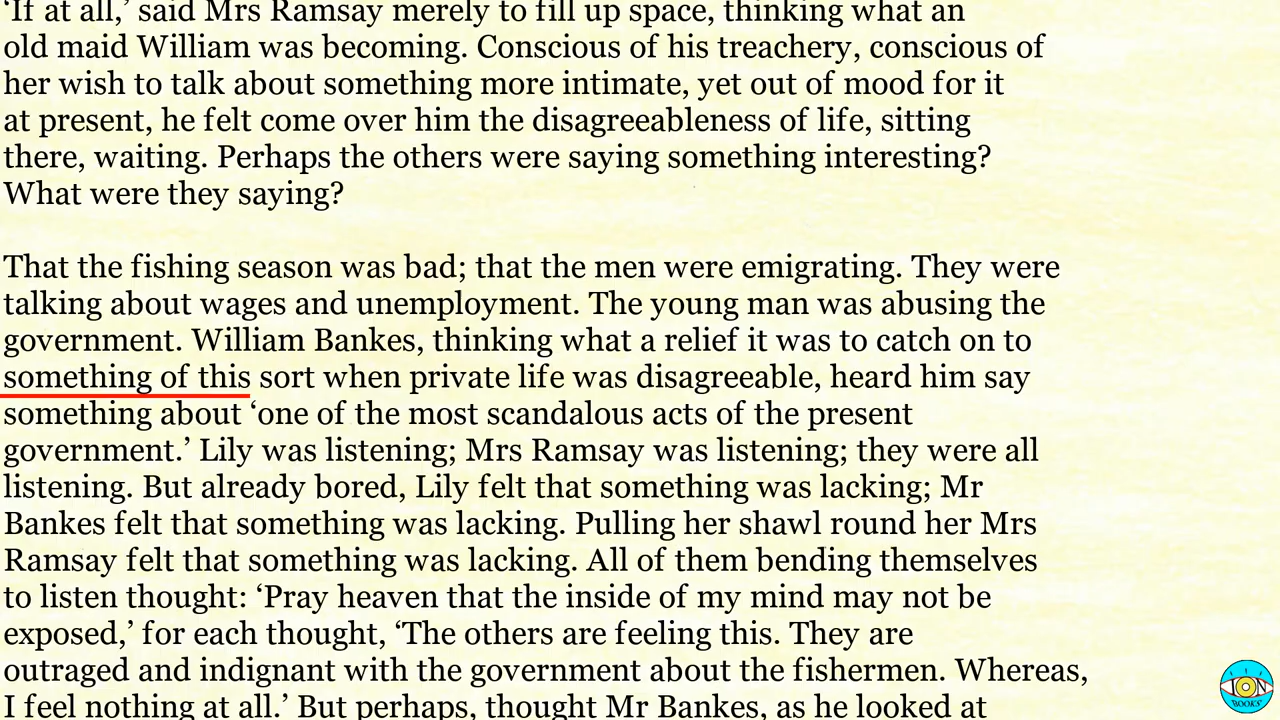 ‘If at all,’ said Mrs Ramsay merely to fill up space, thinking what an
old maid William was becoming. Conscious of his treachery, conscious of
her wish to talk about something more intimate, yet out of mood for it
at present, he felt come over him the disagreeableness of life, sitting
there, waiting. Perhaps the others were saying something interesting?
What were they saying?
That the fishing season was bad; that the men were emigrating. They were
talking about wages and unemployment. The young man was abusing the
government. William Bankes, thinking what a relief it was to catch on to
something of this sort when private life was disagreeable, heard him say
something about ‘one of the most scandalous acts of the present
government.’ Lily was listening; Mrs Ramsay was listening; they were all
listening. But already bored, Lily felt that something was lacking; Mr
Bankes felt that something was lacking. Pulling her shawl round her Mrs
Ramsay felt that something was lacking. All of them bending themselves
to listen thought: ‘Pray heaven that the inside of my mind may not be
exposed,’ for each thought, ‘The others are feeling this. They are
outraged and indignant with the government about the fishermen. Whereas,
I feel nothing at all.’ But perhaps, thought Mr Bankes, as he looked at
ION
BOOKS